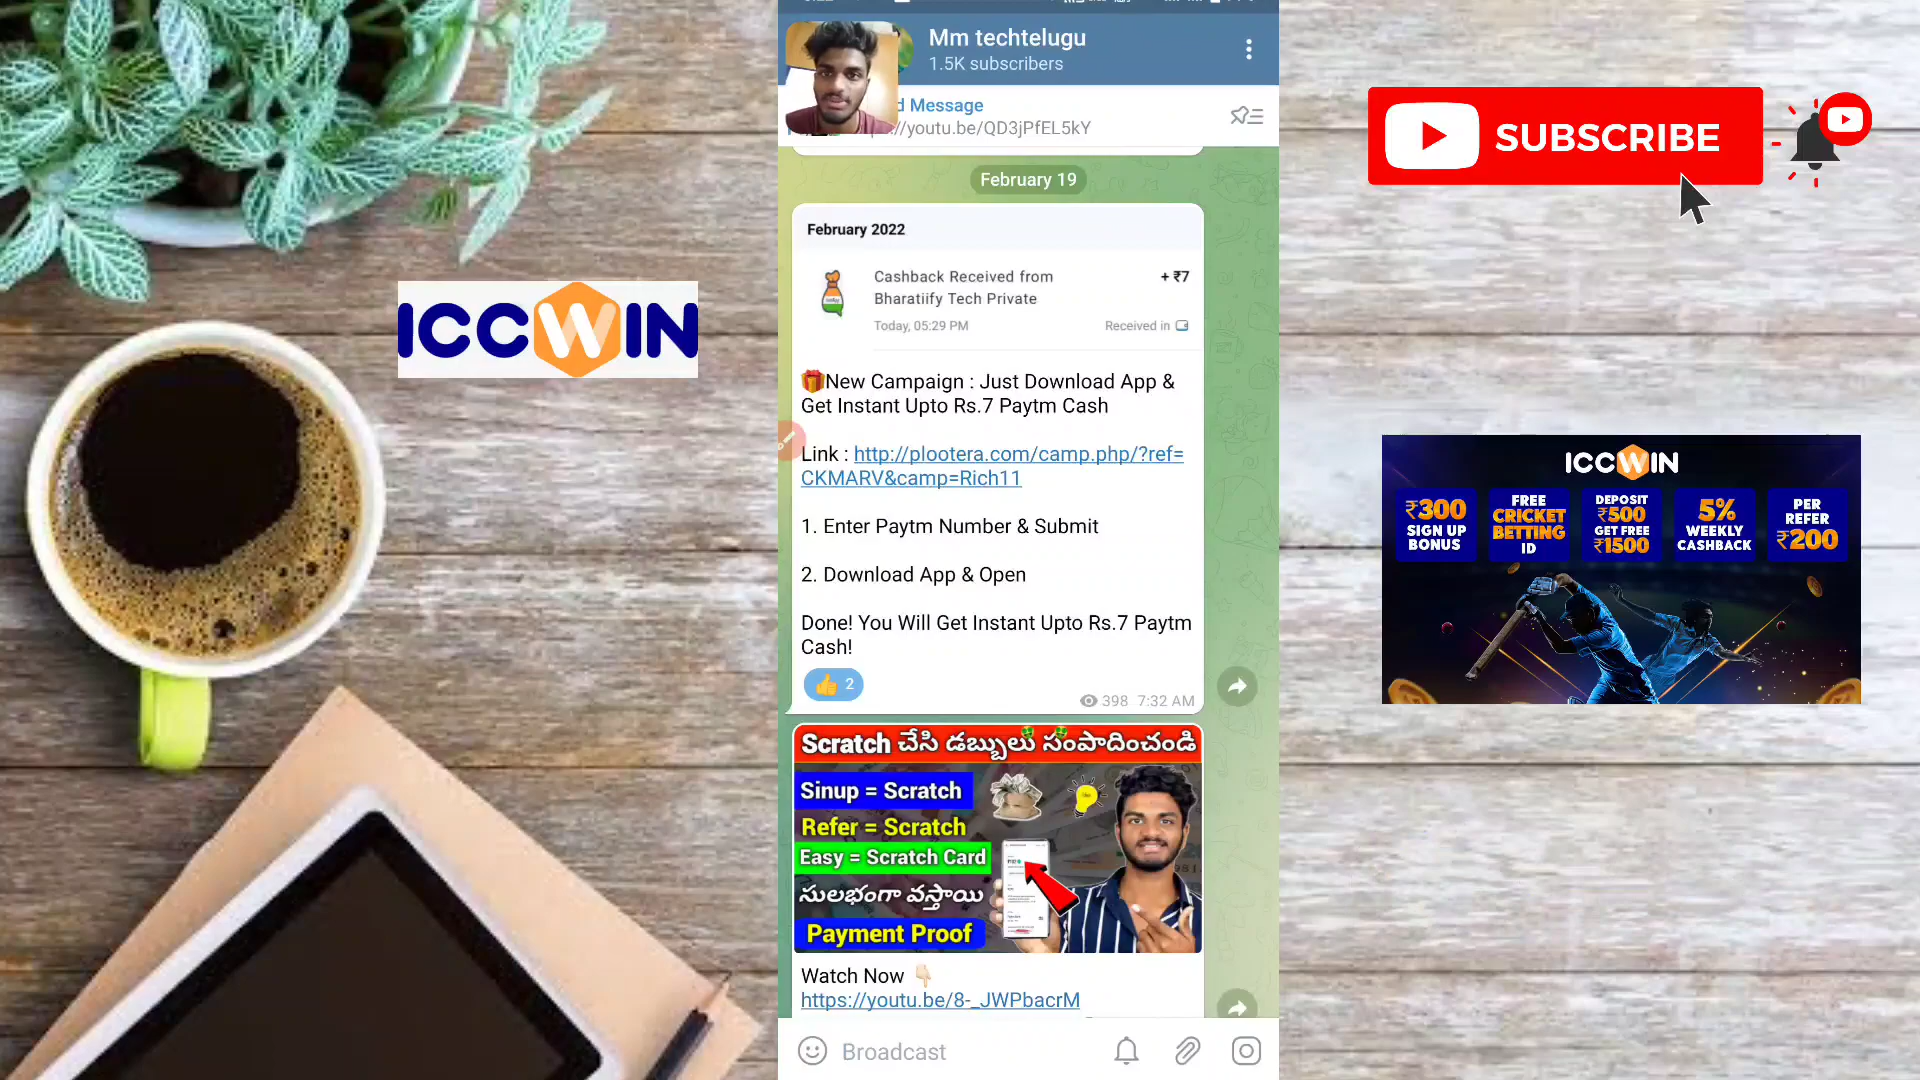 Mm techtelugu
1.5K subscribers
d Message
//youtu.be/QD3jPfEL5kY
February 19
February 2022
Cashback Received from
Bharatiify Tech Private
+ ₹7
Today, 05:29 PM
Received in
🎁New Campaign : Just Download App &
Get Instant Upto Rs.7 Paytm Cash
Link : http://plootera.com/camp.php/?ref=
CKMARV&camp=Rich11
1. Enter Paytm Number & Submit
2. Download App & Open
Done! You Will Get Instant Upto Rs.7 Paytm
Cash!
👍 2
398 7:32 AM
Scratch చేసి డబ్బులు సంపాదించండి
Sinup = Scratch
Refer = Scratch
Easy = Scratch Card
సులభంగా వస్తాయి
Payment Proof
Watch Now 👇🏻
https://youtu.be/8-_JWPbacrM
Broadcast
ICCWIN
SUBSCRIBE
ICCWIN
₹300
SIGN UP
BONUS
FREE
CRICKET
BETTING
ID
DEPOSIT
₹500
GET FREE
₹1500
5%
WEEKLY
CASHBACK
PER
REFER
₹200